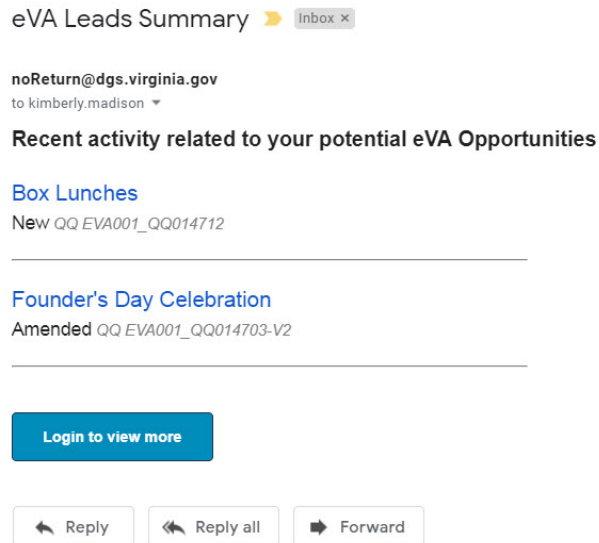 eVA Leads Summary Inbox ×
noReturn@dgs.virginia.gov
to kimberly.madison
Recent activity related to your potential eVA Opportunities
Box Lunches
New QQ EVA001_QQ014712
Founder's Day Celebration
Amended QQ EVA001_QQ014703-V2
Login to view more
Reply Reply all Forward